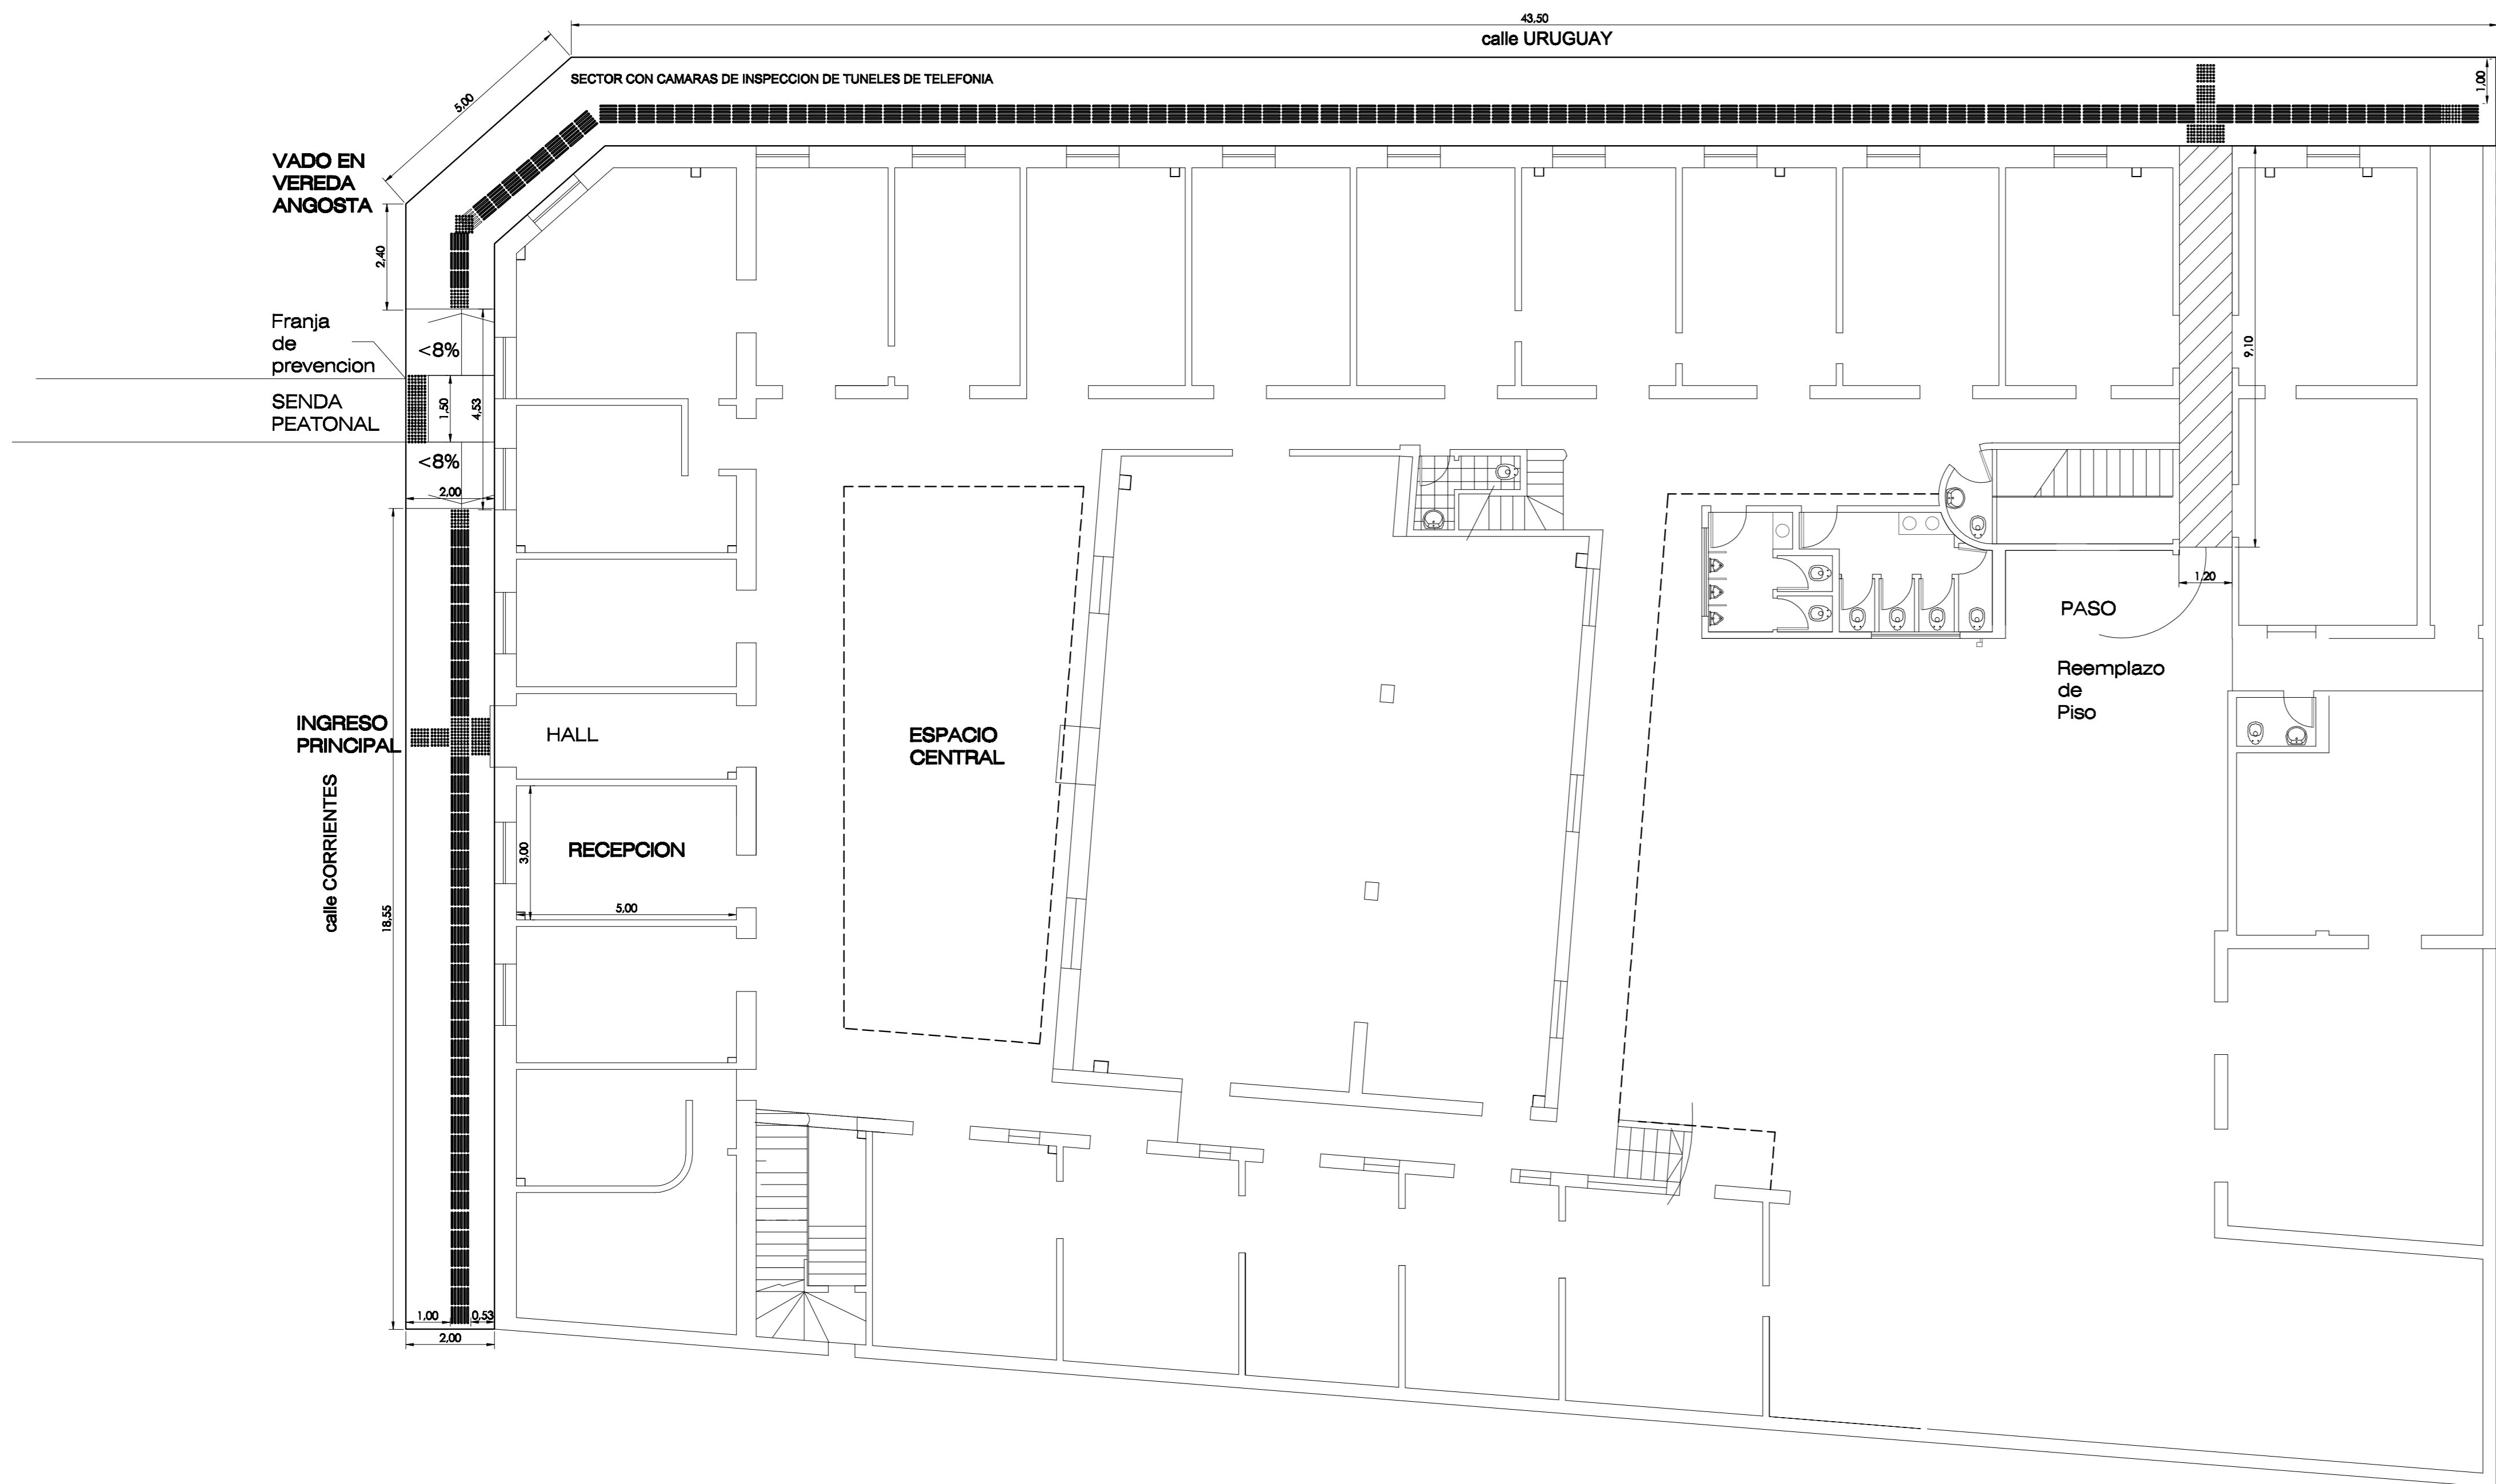 43,50
calle URUGUAY
SECTOR CON CAMARAS DE INSPECCION DE TUNELES DE TELEFONIA
1,00
5,00
VADO EN
VEREDA
ANGOSTA
2,40
Franja
de
prevencion
<8%
SENDA
PEATONAL
1,50
4,53
<8%
2,00
9,10
1,20
PASO
Reemplazo
de
Piso
INGRESO
PRINCIPAL
HALL
ESPACIO
CENTRAL
calle CORRIENTES
RECEPCION
3,00
5,00
18,55
1,00
0,53
2,00